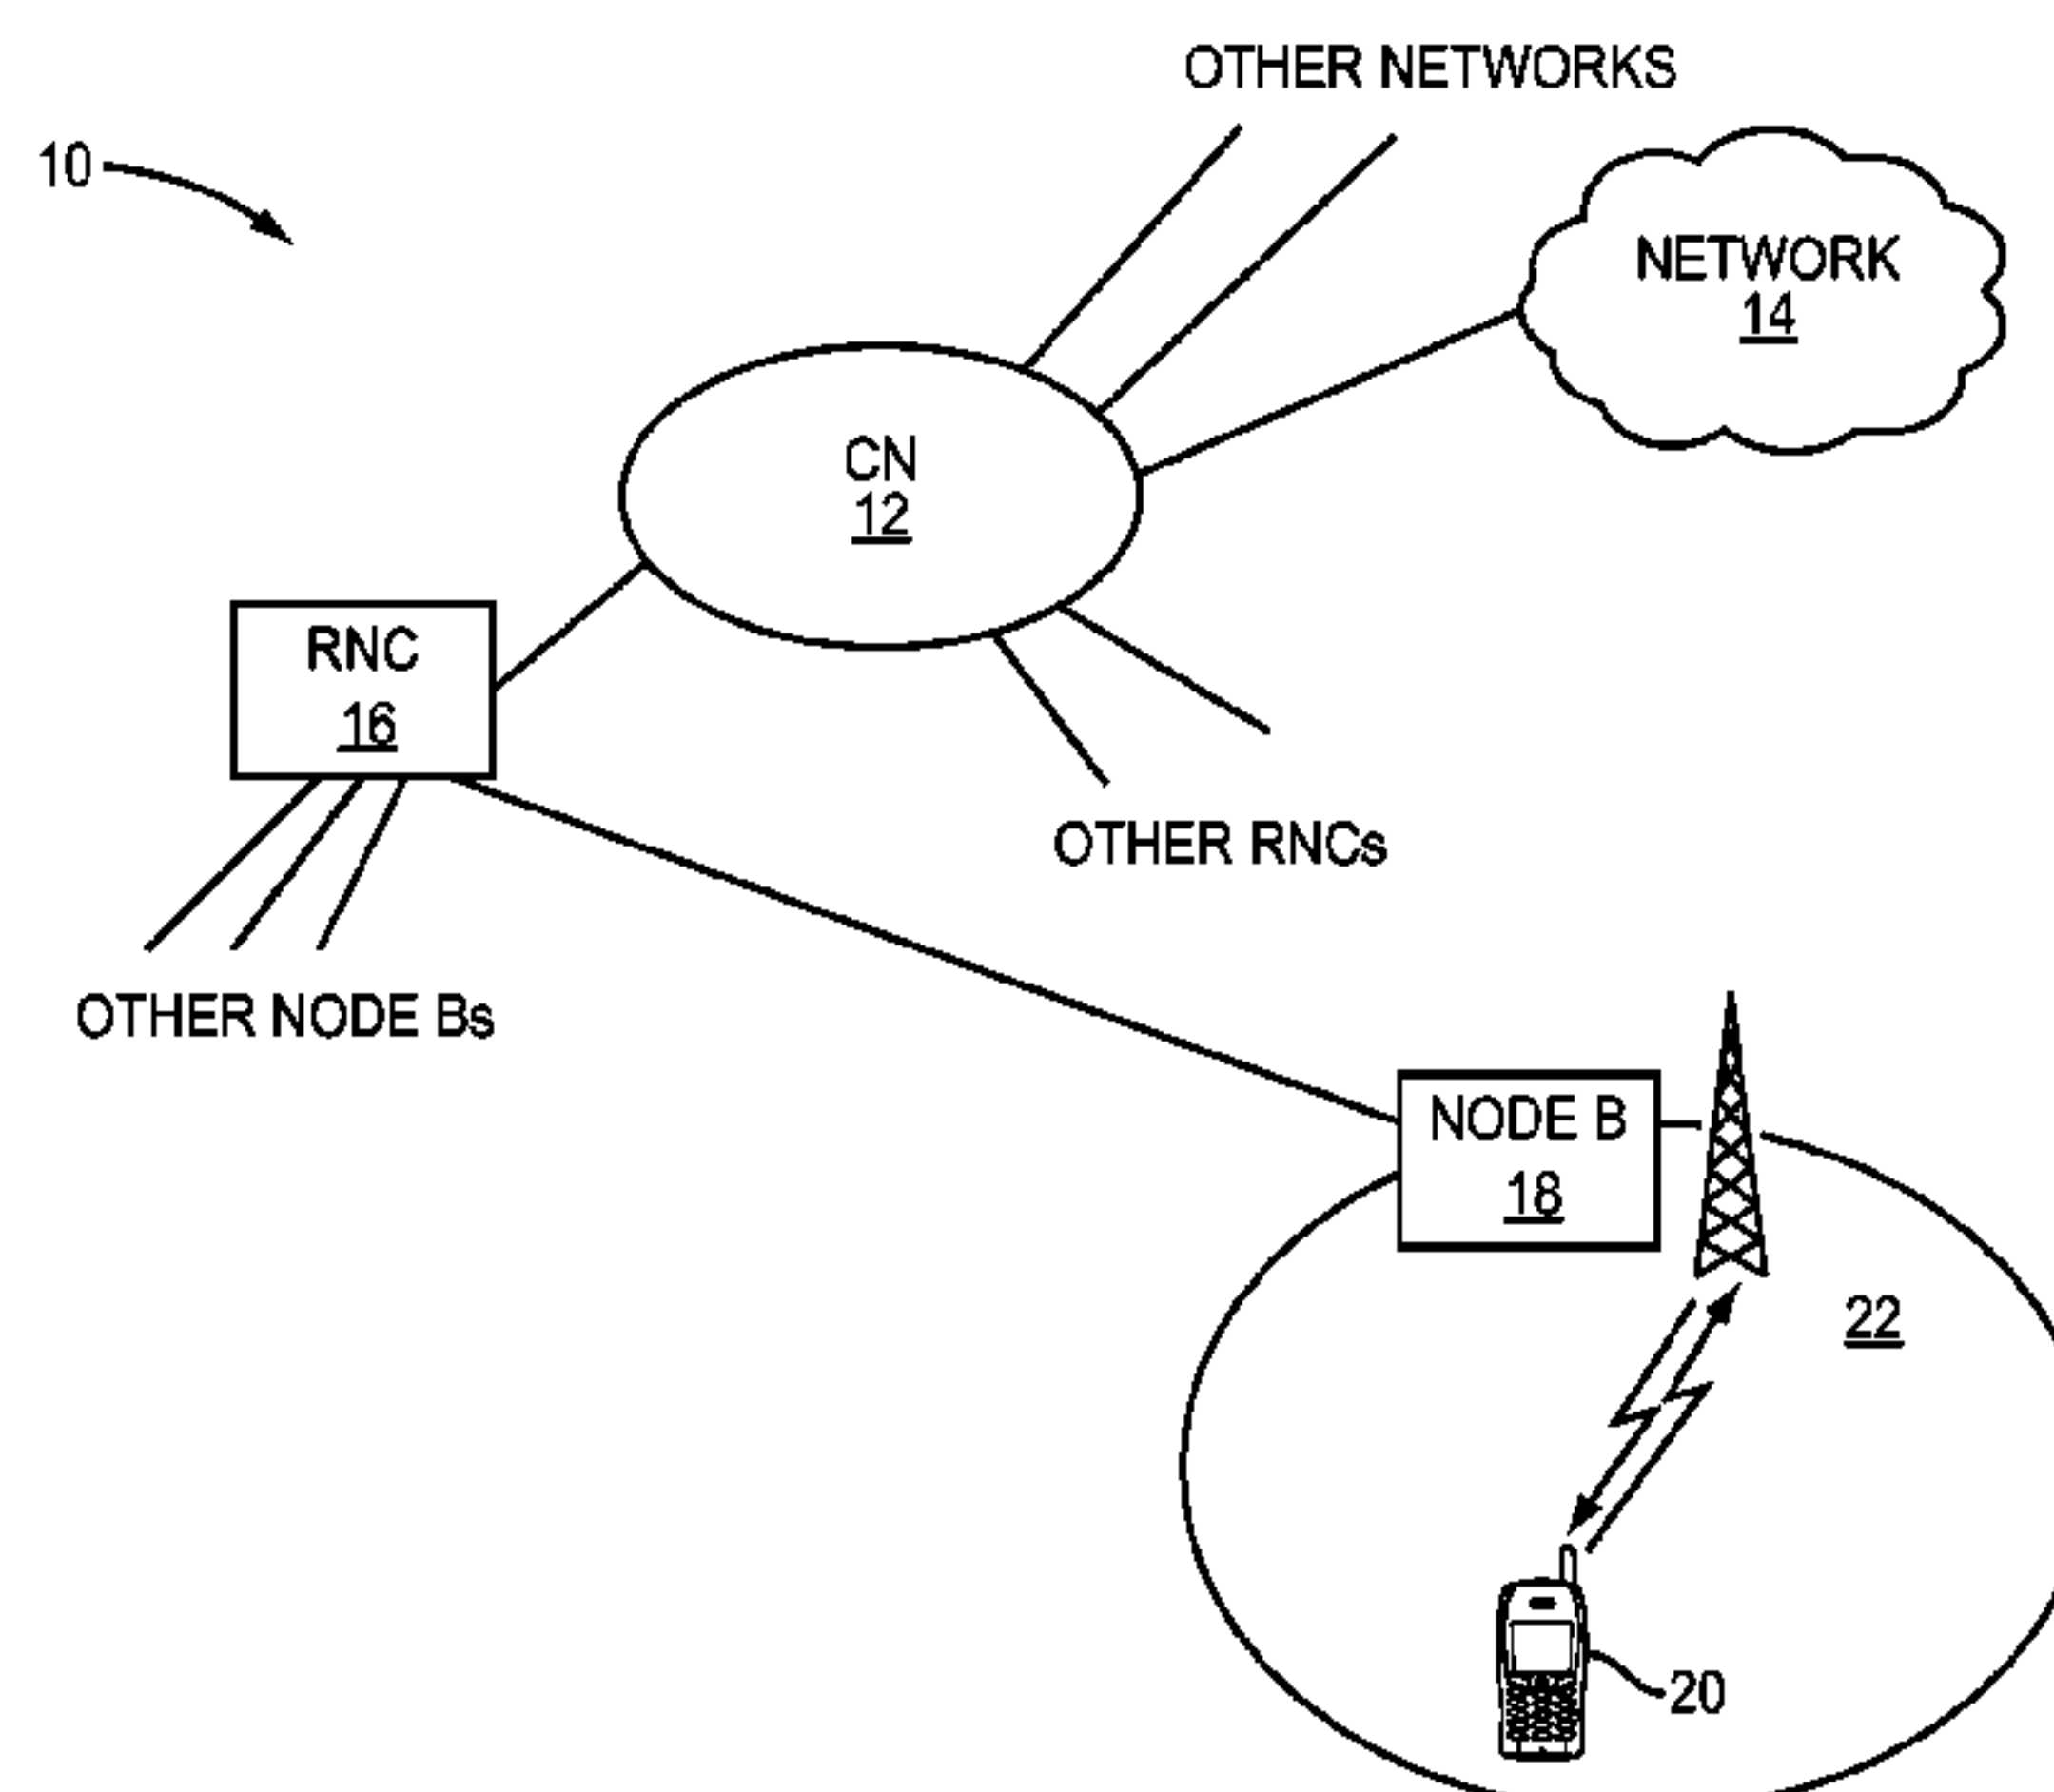 OTHER NETWORKS
10
NETWORK
14
CN
12
RNC
16
OTHER RNCs
OTHER NODE Bs
NODE B
18
22
20